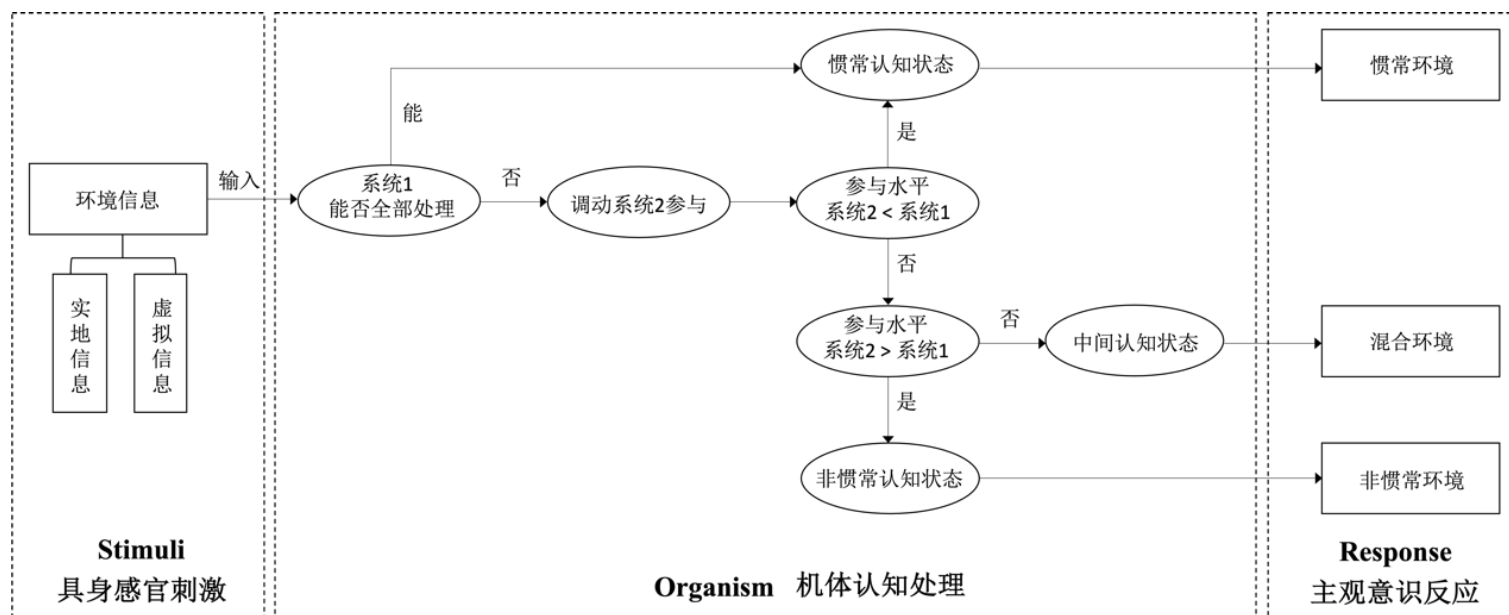 环境信息
实地信息
虚拟信息
输入
系统1
能否全部处理
能
否
调动系统2参与
参与水平
系统2 < 系统1
是
惯常认知状态
惯常环境
否
参与水平
系统2 > 系统1
否
中间认知状态
混合环境
是
非惯常认知状态
非惯常环境
Stimuli
具身感官刺激
Organism 机体认知处理
Response
主观意识反应